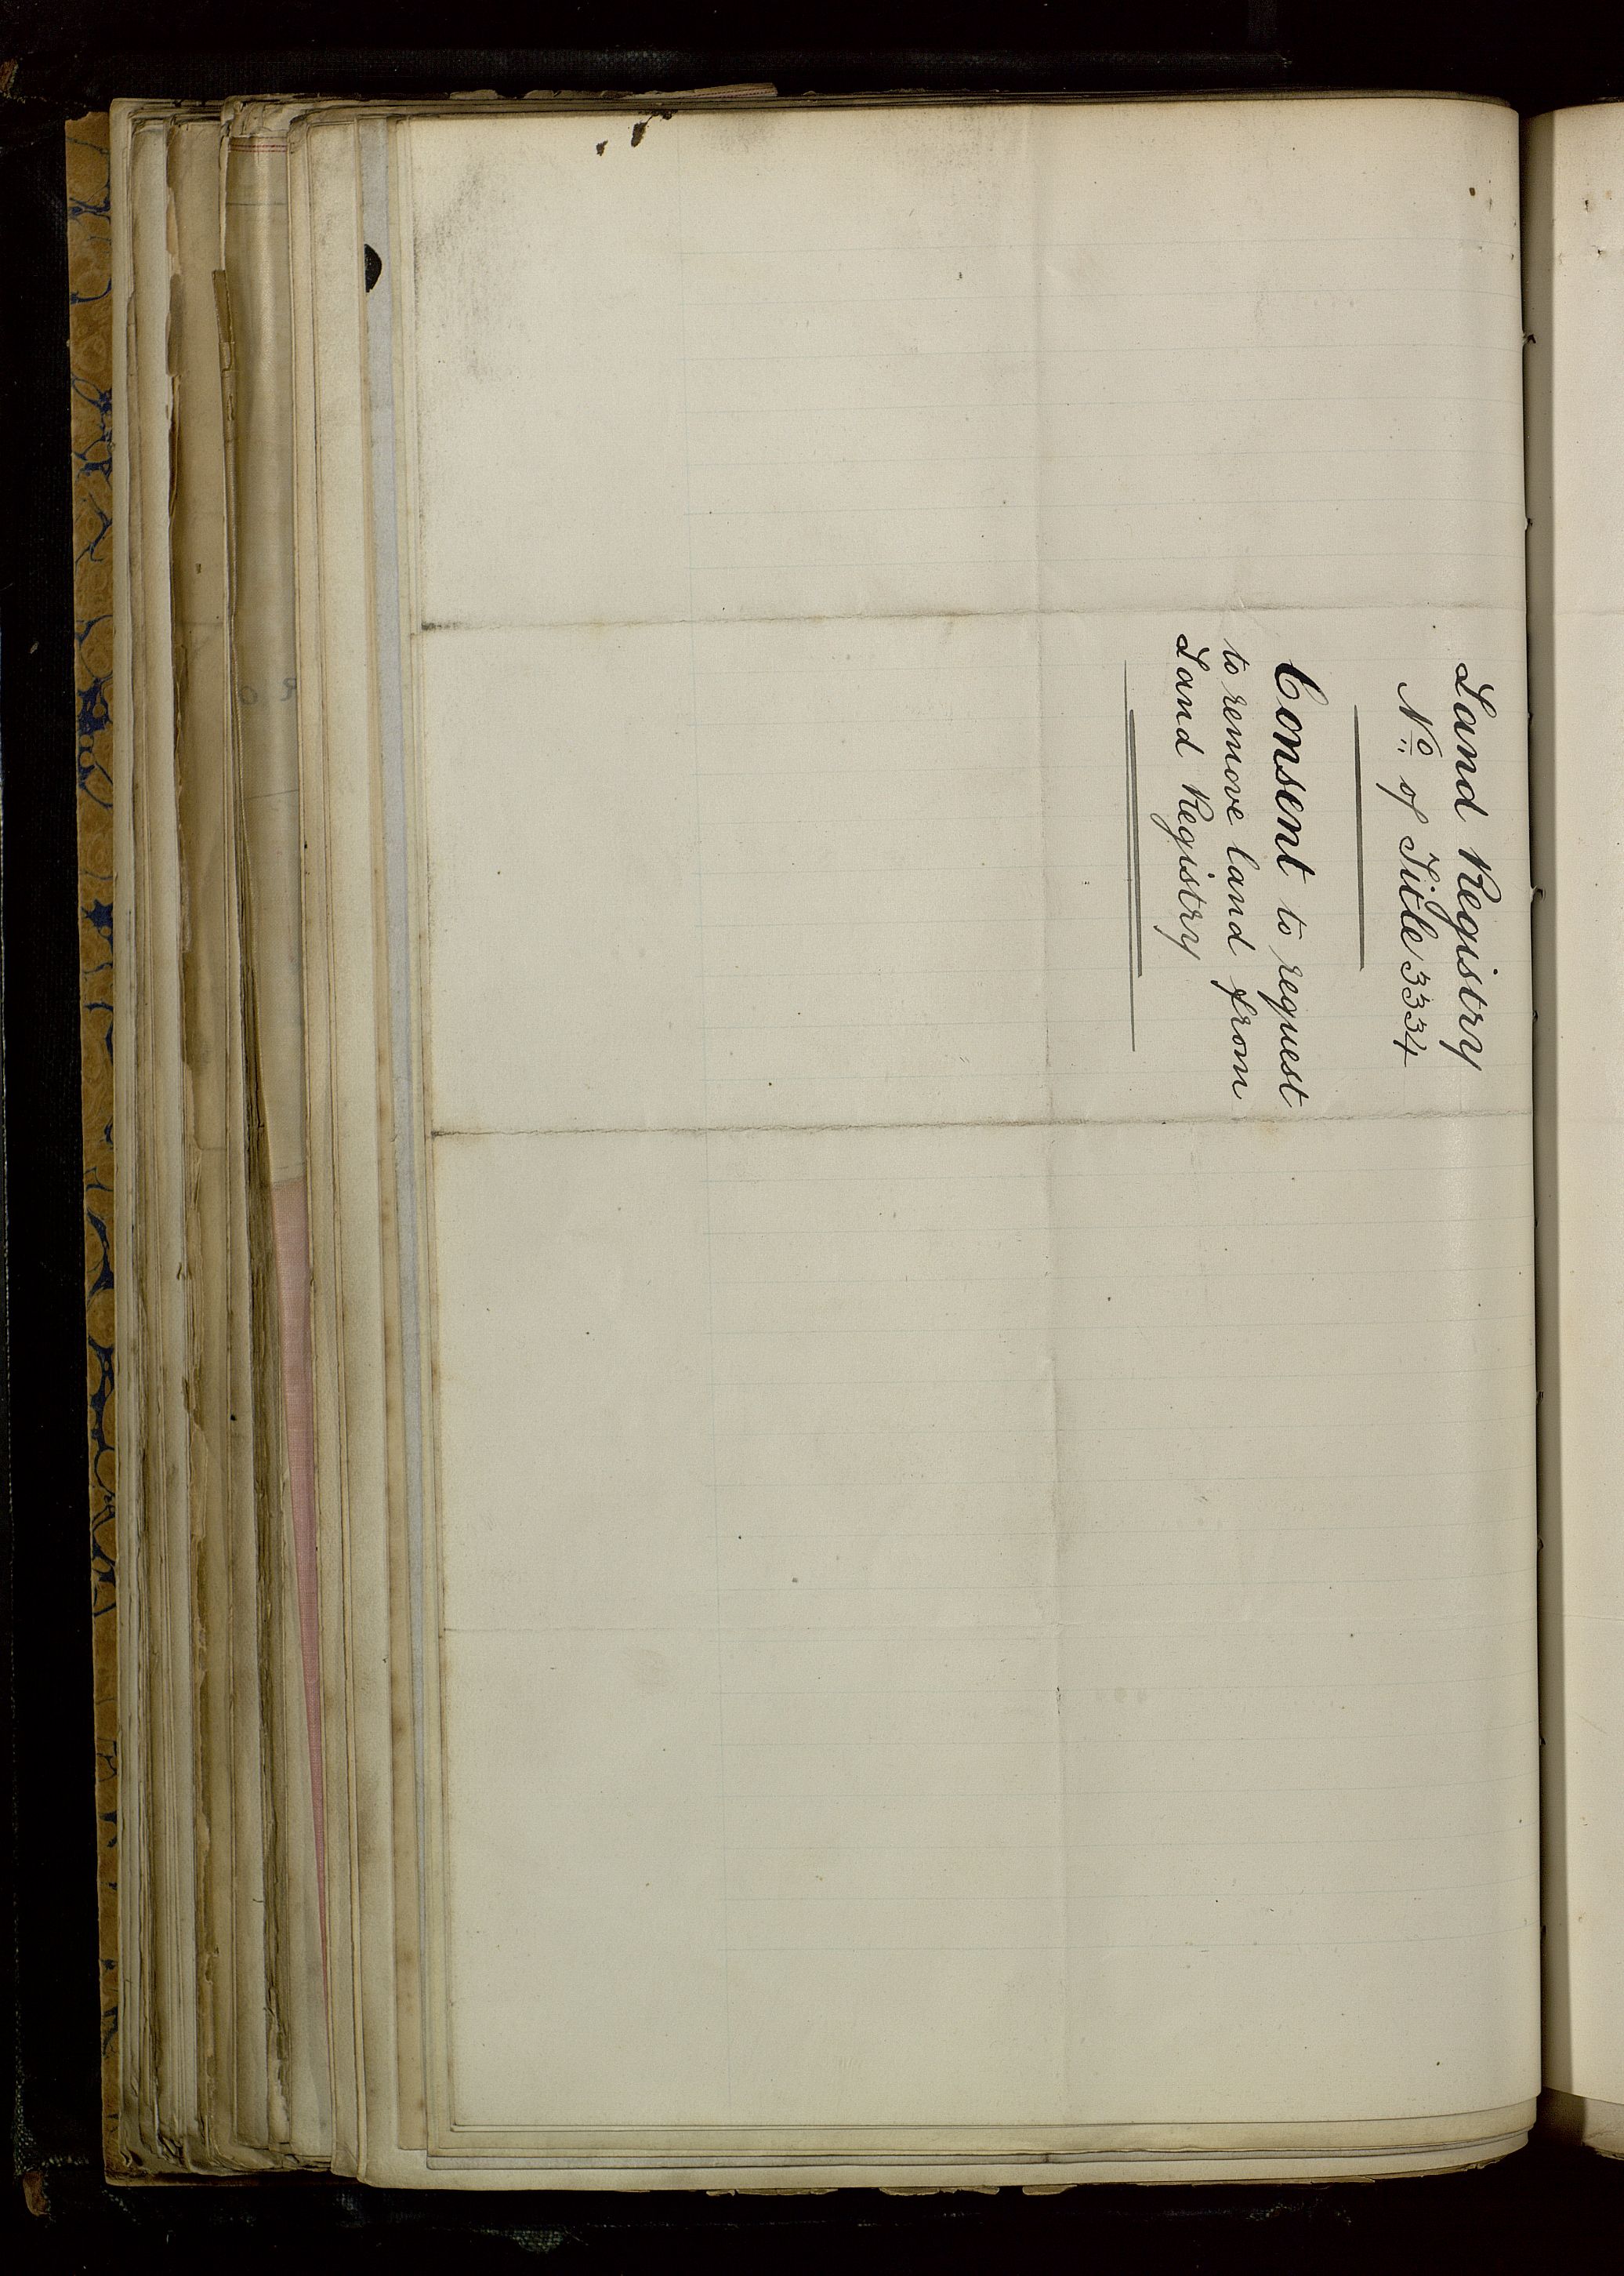 Land Registry
No. of Title 3334
Consent to request
to remove land from
Land Registry